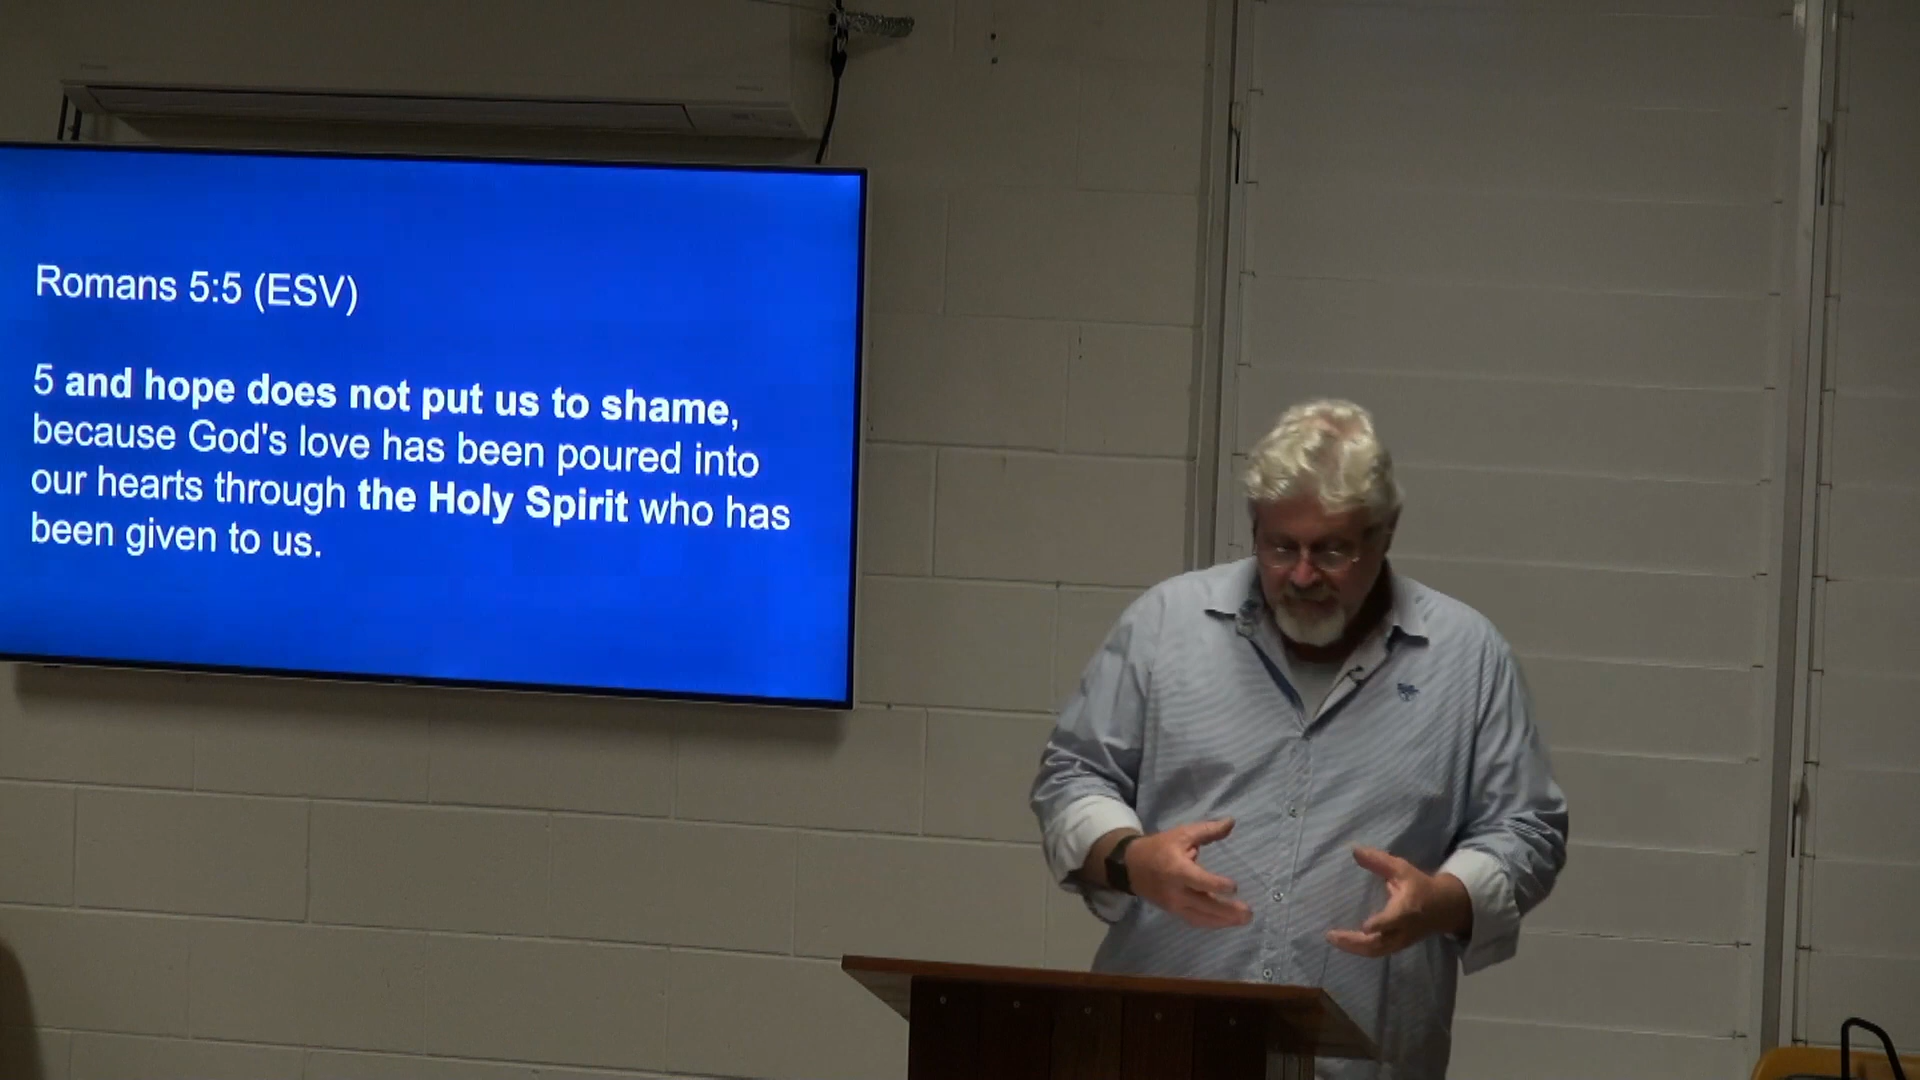 Romans 5:5 (ESV)
5 and hope does not put us to shame,
because God's love has been poured into
our hearts through the Holy Spirit who has
been given to us.